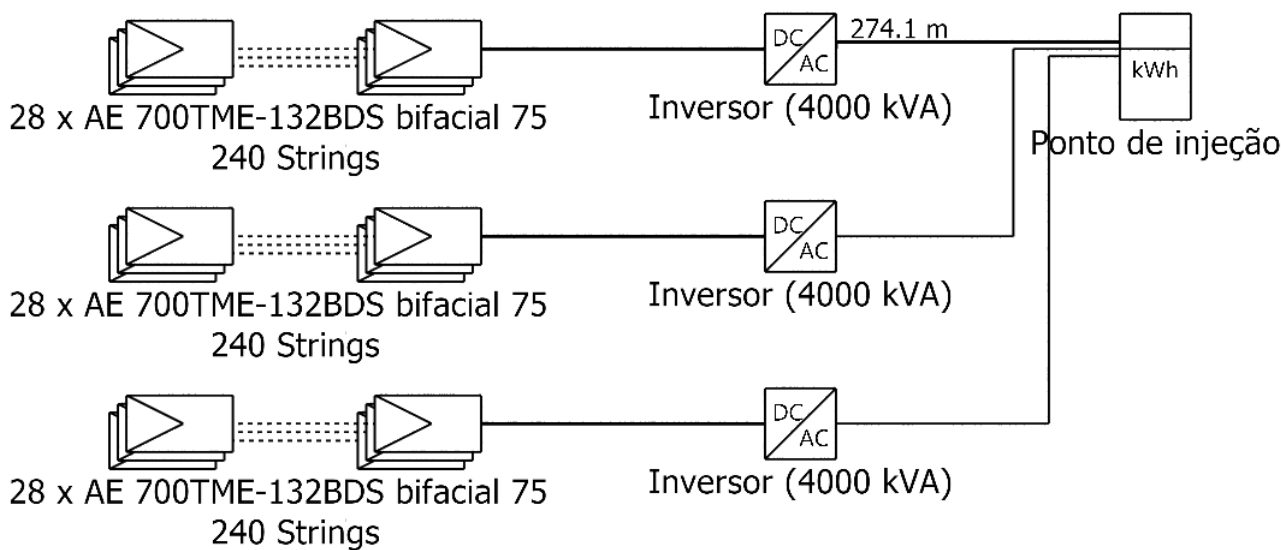 DC
AC
274.1 m
kWh
28 x AE 700TME-132BDS bifacial 75
240 Strings
Inversor (4000 kVA)
Ponto de injeção
DC
AC
28 x AE 700TME-132BDS bifacial 75
240 Strings
Inversor (4000 kVA)
DC
AC
28 x AE 700TME-132BDS bifacial 75
240 Strings
Inversor (4000 kVA)